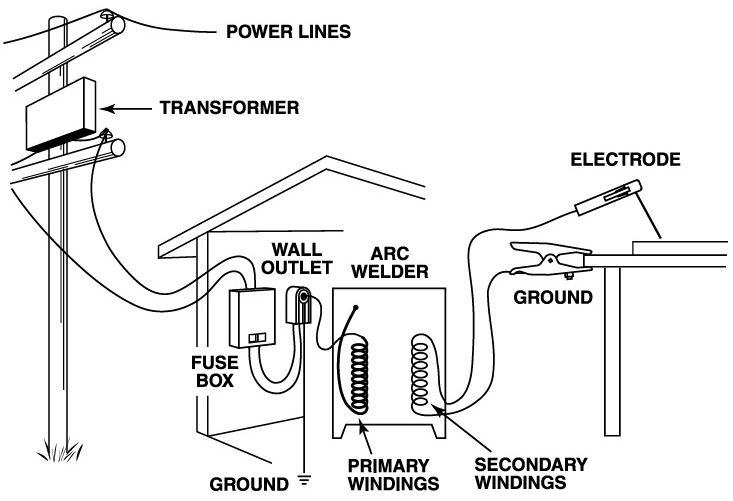 POWER LINES
TRANSFORMER
ELECTRODE
WALL
OUTLET
ARC
WELDER
GROUND
FUSE
BOX
GROUND
PRIMARY
WINDINGS
SECONDARY
WINDINGS